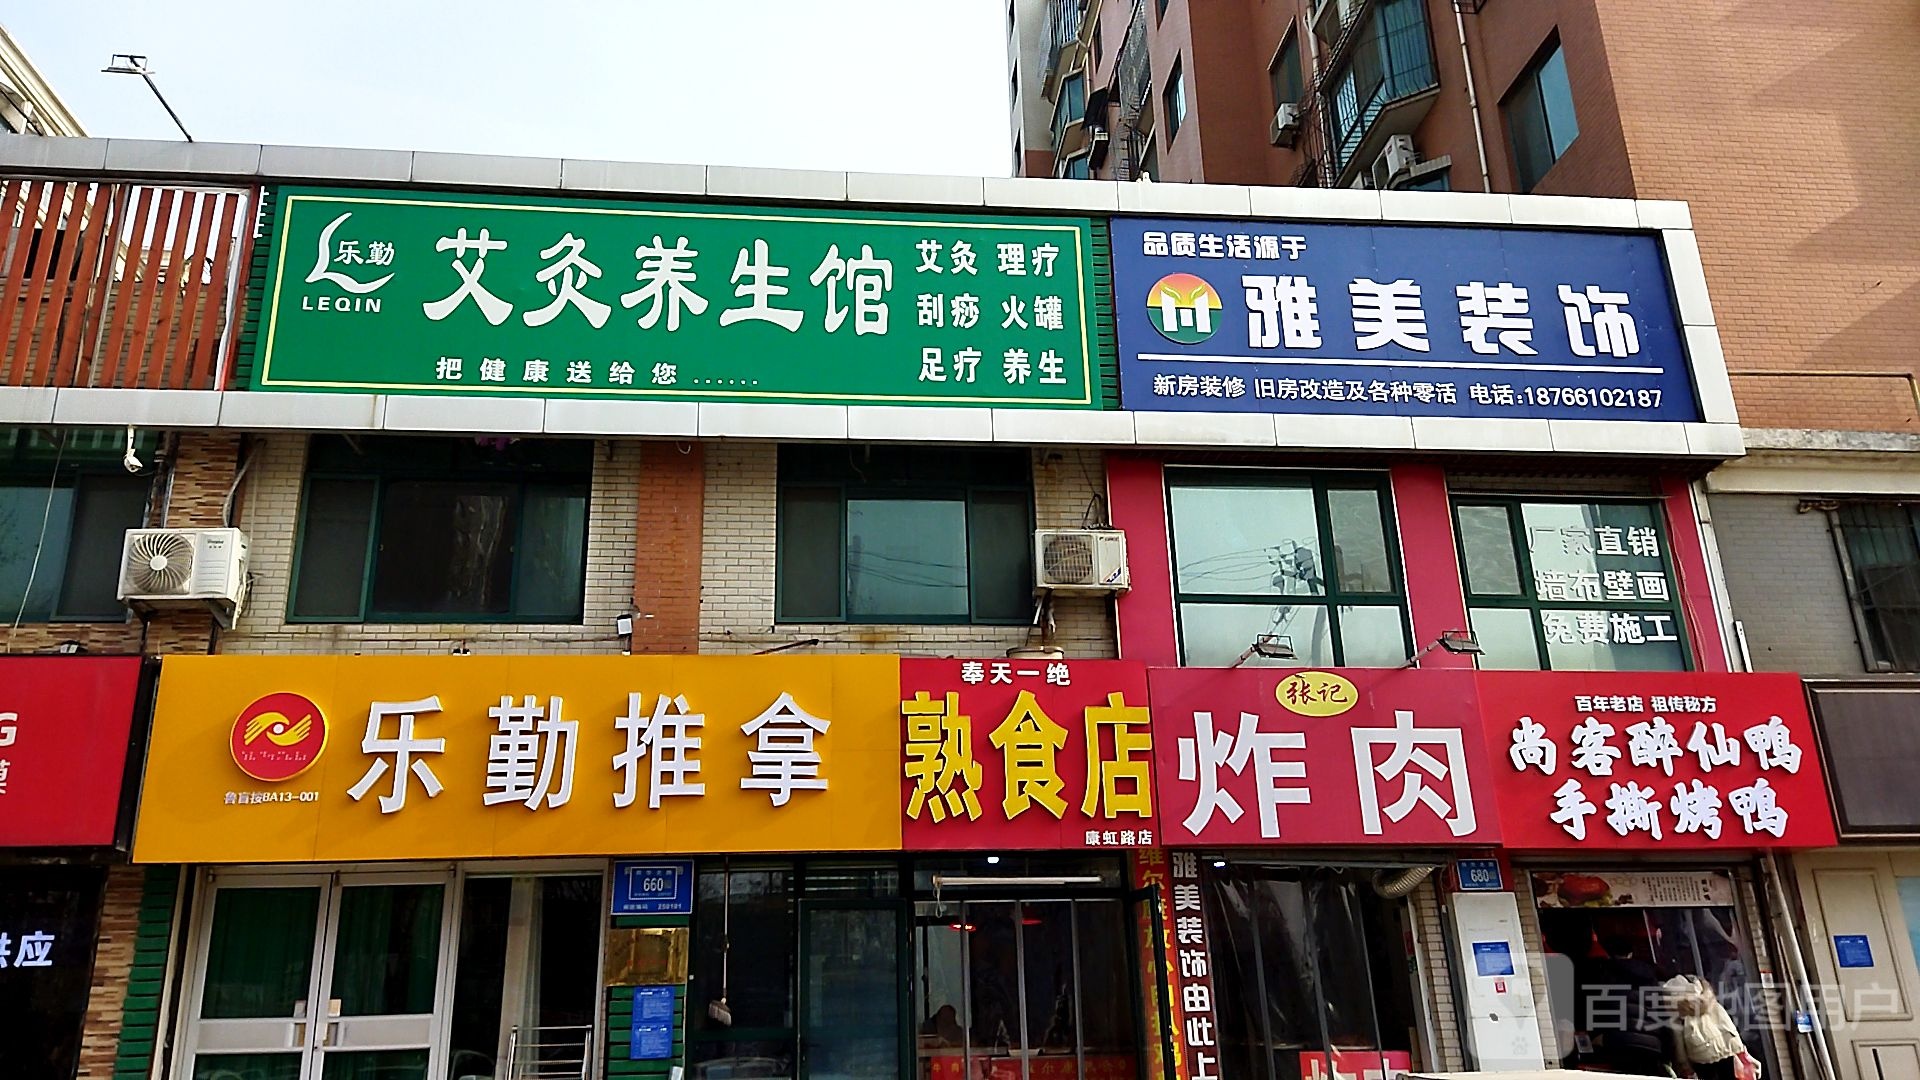 乐勤
LEQIN
艾灸养生馆
把健康送给您……
艾灸 理疗
刮痧 火罐
足疗 养生
品质生活源于
雅美装饰
新房装修 旧房改造及各种零活 电话:18766102187
厂家直销
墙布壁画
免费施工
G
鲁盲按BA13-001
乐勤推拿
奉天一绝
熟食店
康虹路店
张记
炸肉
百年老店 祖传秘方
尚客醉仙鸭
手撕烤鸭
660
250101
680
供应
雅美装饰由此上
百度地图用户